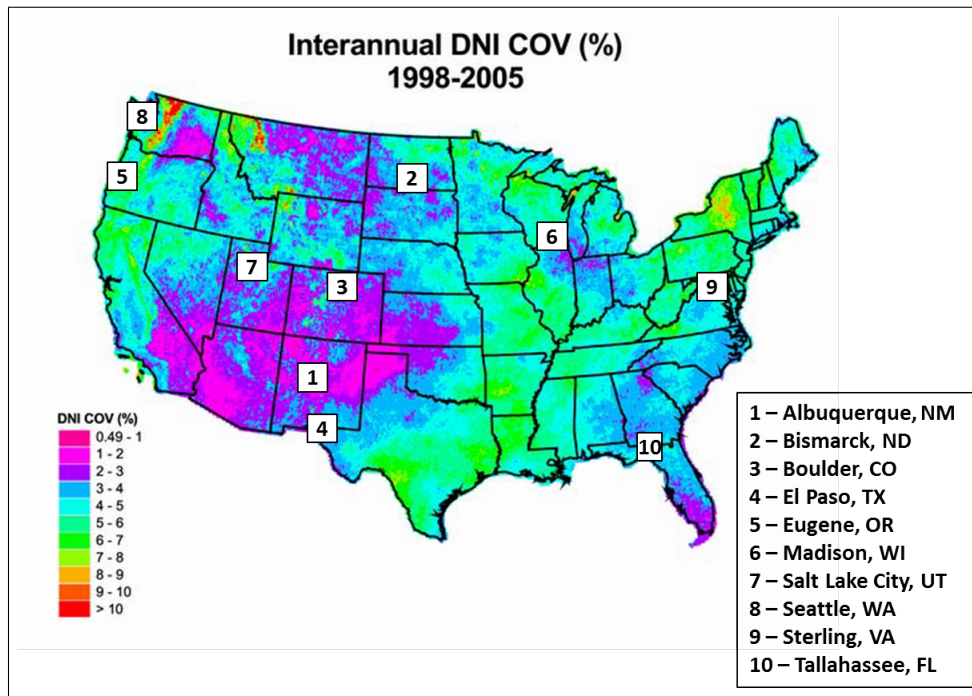 Interannual DNI COV (%)
1998-2005
8
5
2
6
7
3
9
1
4
10
DNI COV (%)
0.49 - 1
1 - 2
2 - 3
3 - 4
4 - 5
5 - 6
6 - 7
7 - 8
8 - 9
9 - 10
> 10
1 – Albuquerque, NM
2 – Bismarck, ND
3 – Boulder, CO
4 – El Paso, TX
5 – Eugene, OR
6 – Madison, WI
7 – Salt Lake City, UT
8 – Seattle, WA
9 – Sterling, VA
10 – Tallahassee, FL